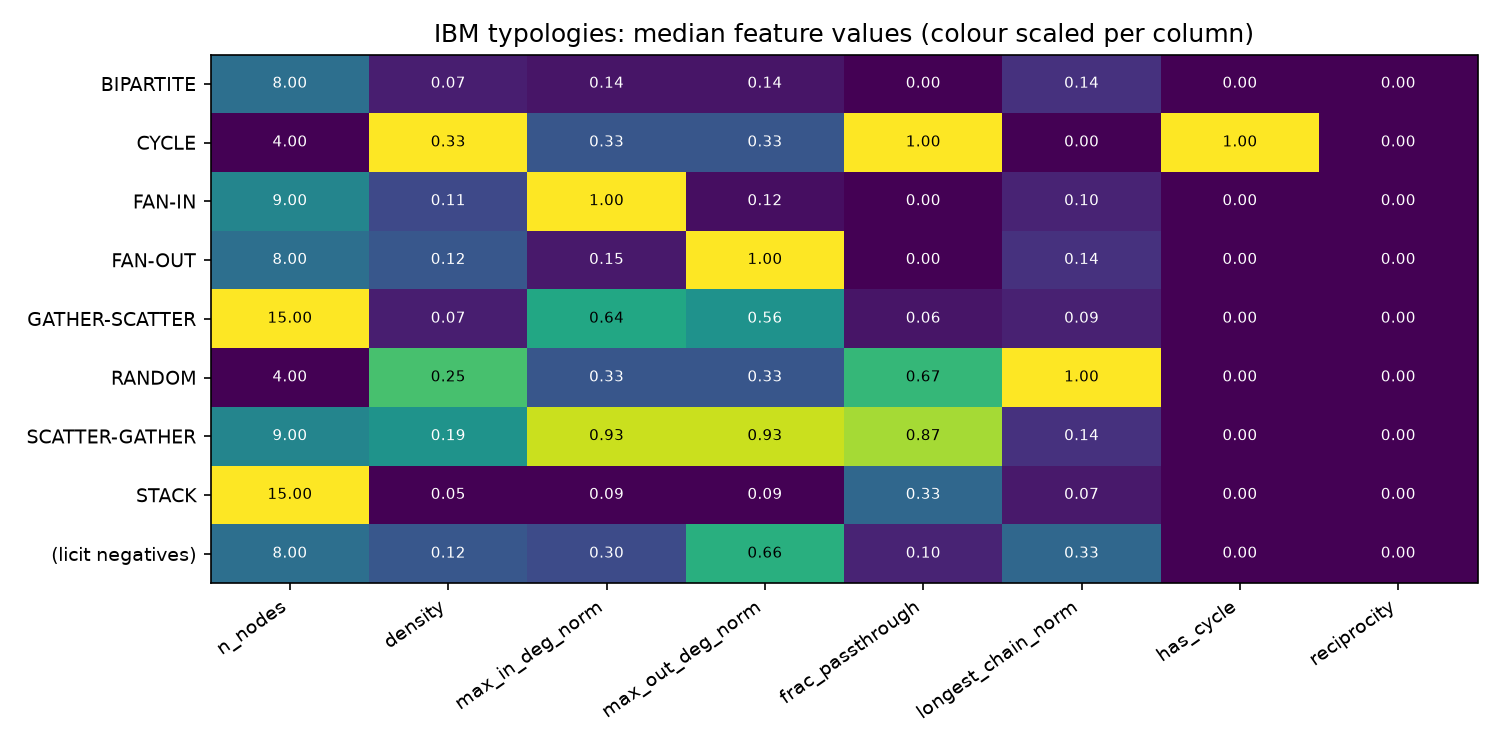 IBM typologies: median feature values (colour scaled per column)
BIPARTITE 8.00 0.07 0.14 0.14 0.00 0.14 0.00 0.00
CYCLE 4.00 0.33 0.33 0.33 1.00 0.00 1.00 0.00
FAN-IN 9.00 0.11 1.00 0.12 0.00 0.10 0.00 0.00
FAN-OUT 8.00 0.12 0.15 1.00 0.00 0.14 0.00 0.00
GATHER-SCATTER 15.00 0.07 0.64 0.56 0.06 0.09 0.00 0.00
RANDOM 4.00 0.25 0.33 0.33 0.67 1.00 0.00 0.00
SCATTER-GATHER 9.00 0.19 0.93 0.93 0.87 0.14 0.00 0.00
STACK 15.00 0.05 0.09 0.09 0.33 0.07 0.00 0.00
(licit negatives) 8.00 0.12 0.30 0.66 0.10 0.33 0.00 0.00
n_nodes density max_in_deg_norm max_out_deg_norm frac_passthrough longest_chain_norm has_cycle reciprocity